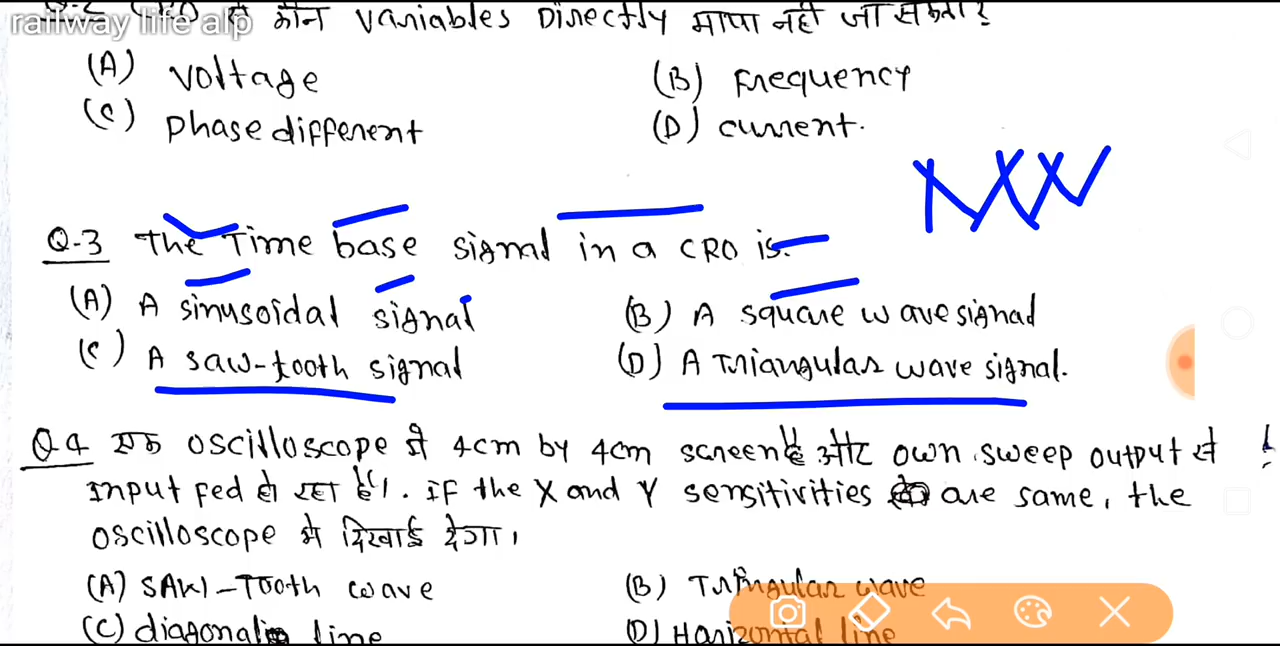 railway life alp
कौन variables Directly मापा नही जा सकता?
(A) voltage (B) Frequency
(C) phase different (D) current.
Q-3 The Time base signal in a CRO is.
(A) A sinusoidal signal (B) A square wave signal
(C) A saw-tooth signal (D) A Triangular wave signal.
Q4 एक oscilloscope में 4cm by 4cm screen है और own sweep output से
Input fed हो रहा है।. IF the X and Y sensitivities are same, the
oscilloscope में दिखाई देगा।
(A) SAW-Tooth wave (B) Triangular wave
(C) diagonal line (D) Horizontal line